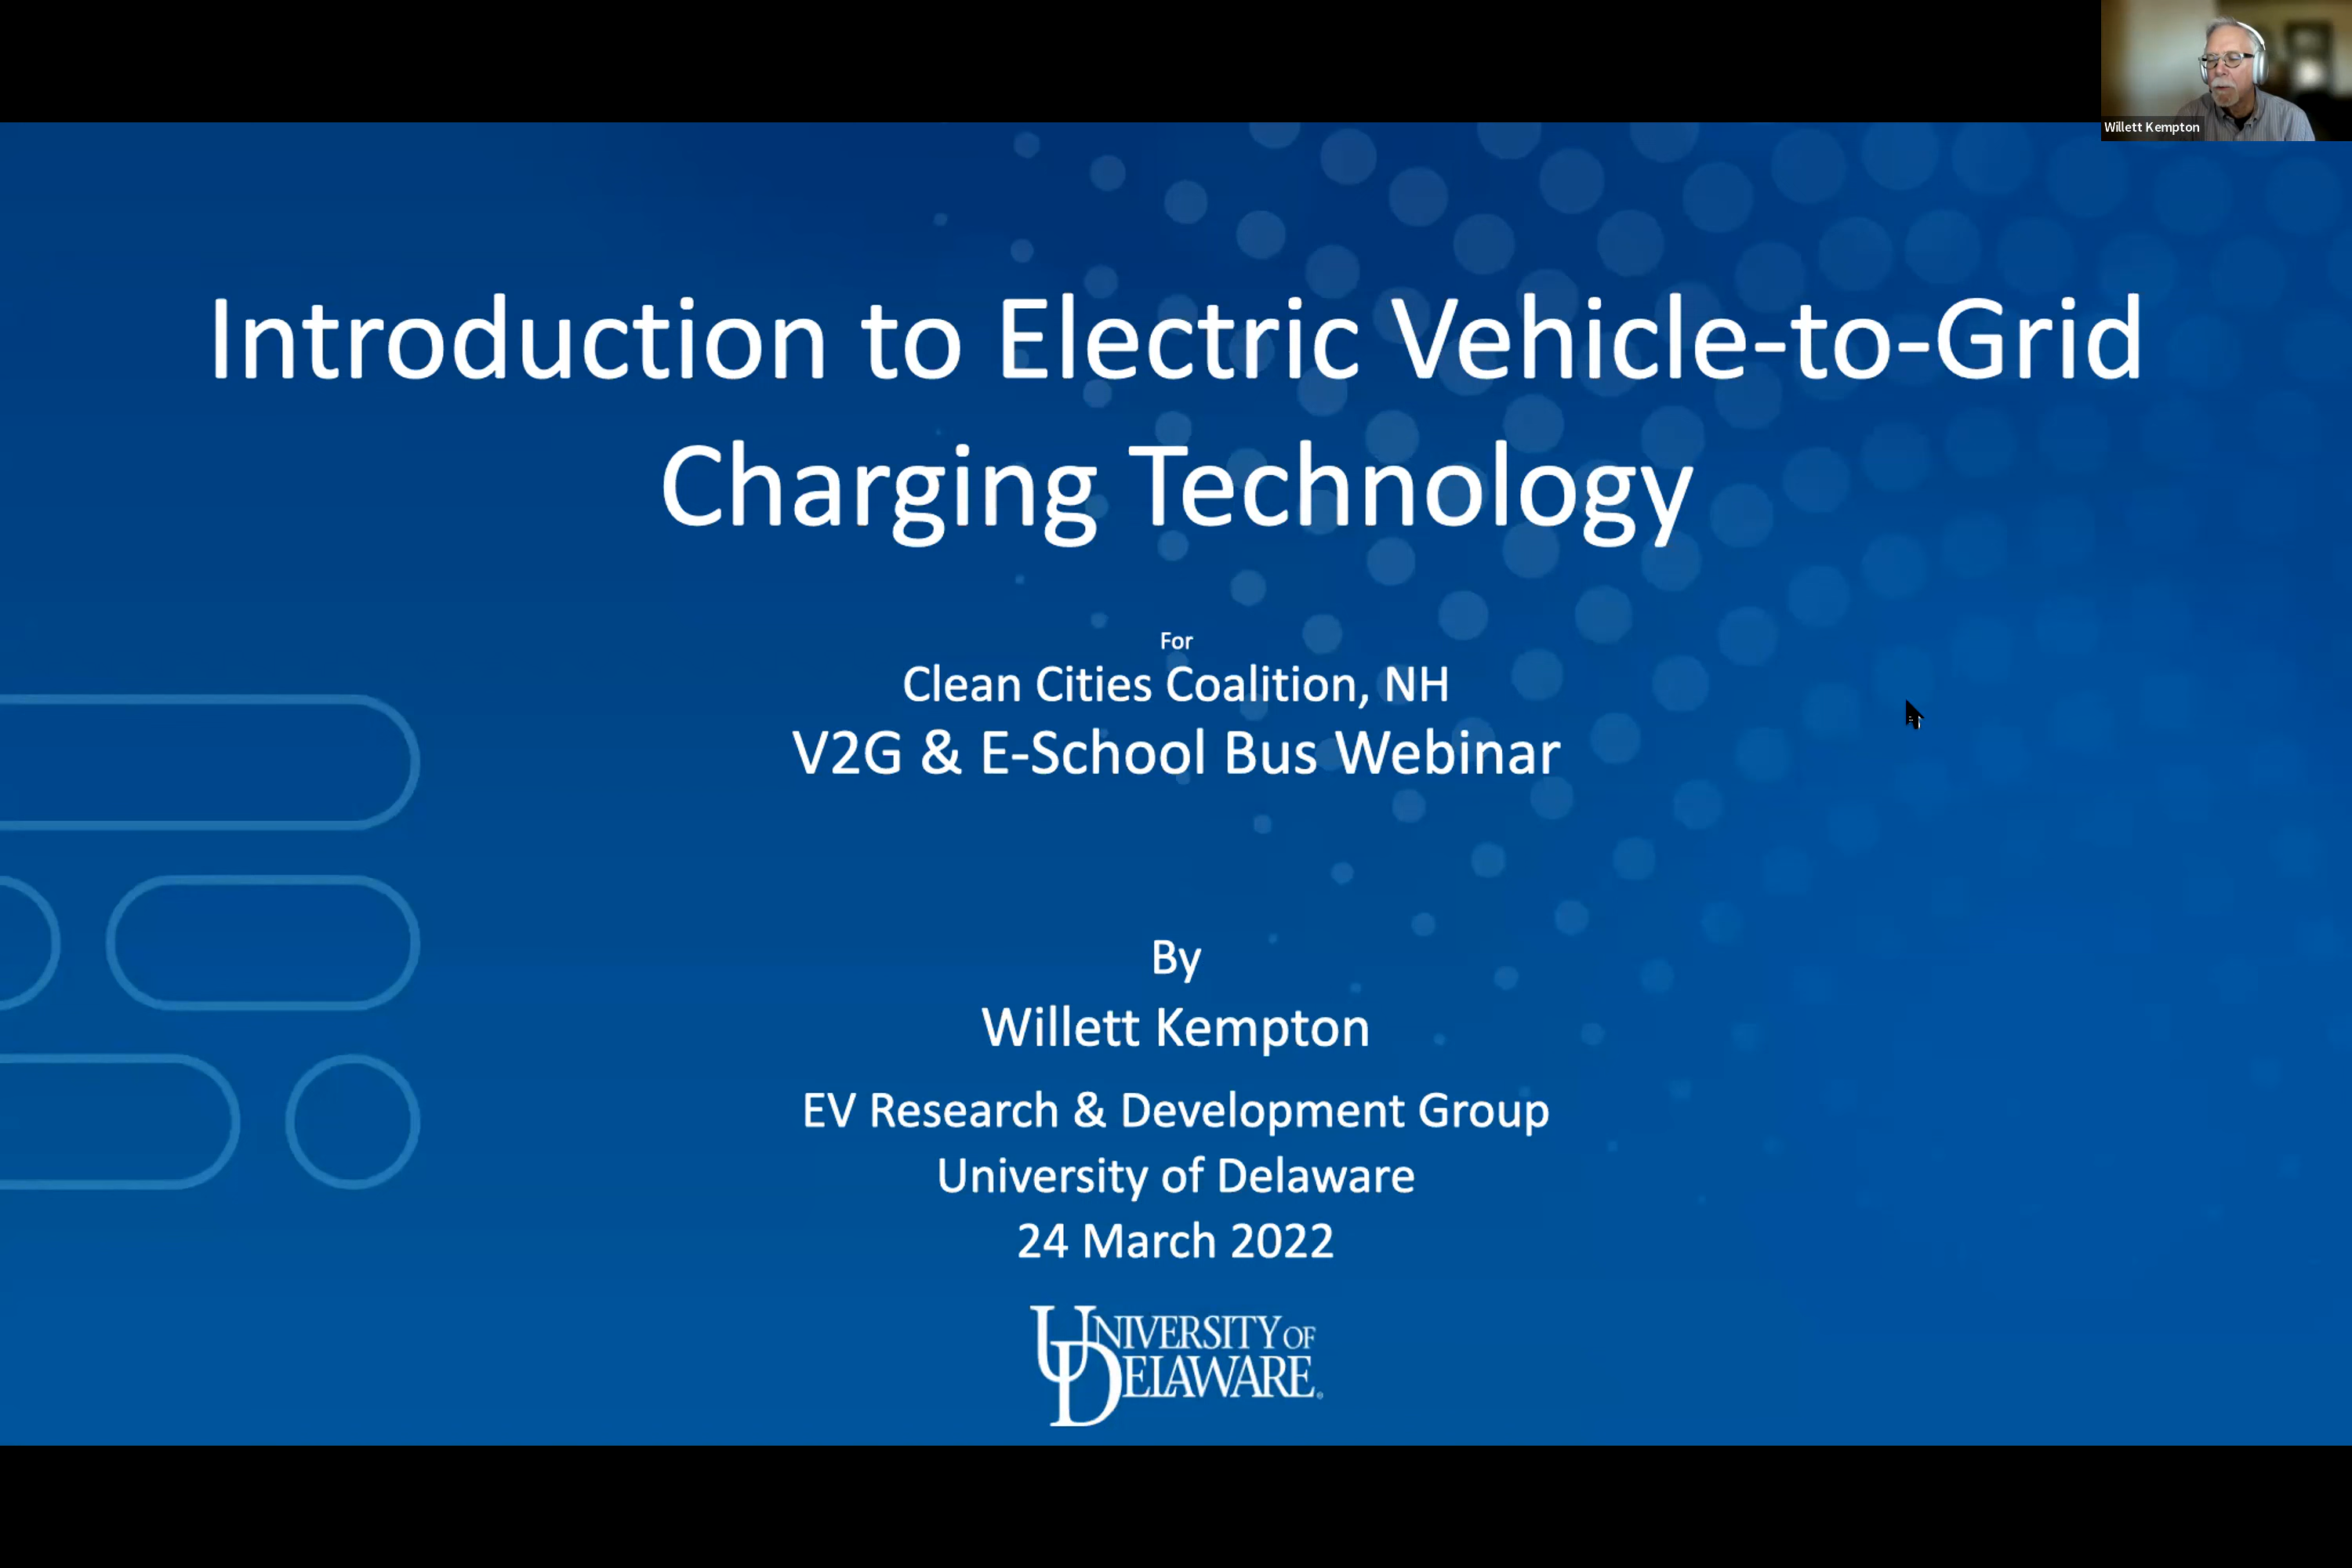 Willett Kempton
Introduction to Electric Vehicle-to-Grid
Charging Technology
For
Clean Cities Coalition, NH
V2G & E-School Bus Webinar
By
Willett Kempton
EV Research & Development Group
University of Delaware
24 March 2022
UNIVERSITY OF
DELAWARE